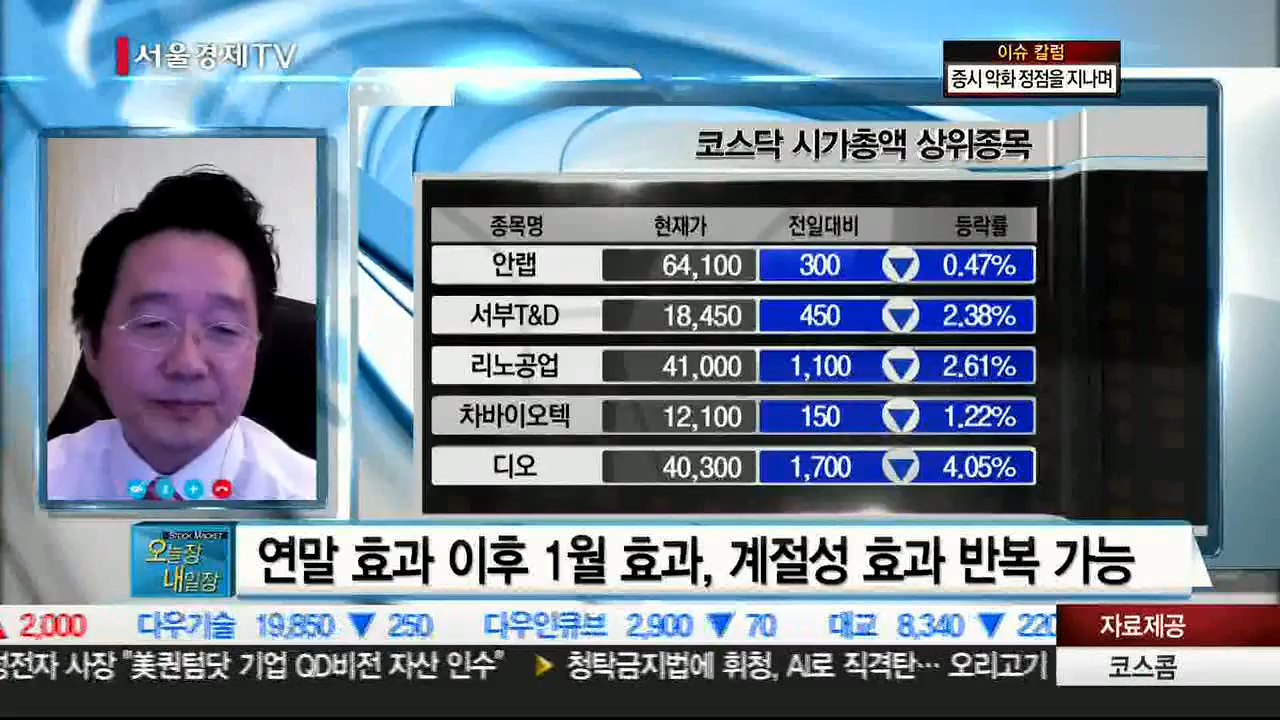 서울경제TV
이슈 칼럼
증시 악화 정점을 지나며
코스닥 시가총액 상위종목
종목명 현재가 전일대비 등락률
안랩 64,100 300 ▼ 0.47%
서부T&D 18,450 450 ▼ 2.38%
리노공업 41,000 1,100 ▼ 2.61%
차바이오텍 12,100 150 ▼ 1.22%
디오 40,300 1,700 ▼ 4.05%
STOCK MARKET
오늘장
내일장
연말 효과 이후 1월 효과, 계절성 효과 반복 가능
▲ 2,000 다우기술 19,850 ▼ 250 다우인큐브 2,900 ▼ 70 대교 8,340 ▼ 220
자료제공
성전자 사장 "美퀀텀닷 기업 QD비전 자산 인수" ▶ 청탁금지법에 휘청, AI로 직격탄… 오리고기
코스콤